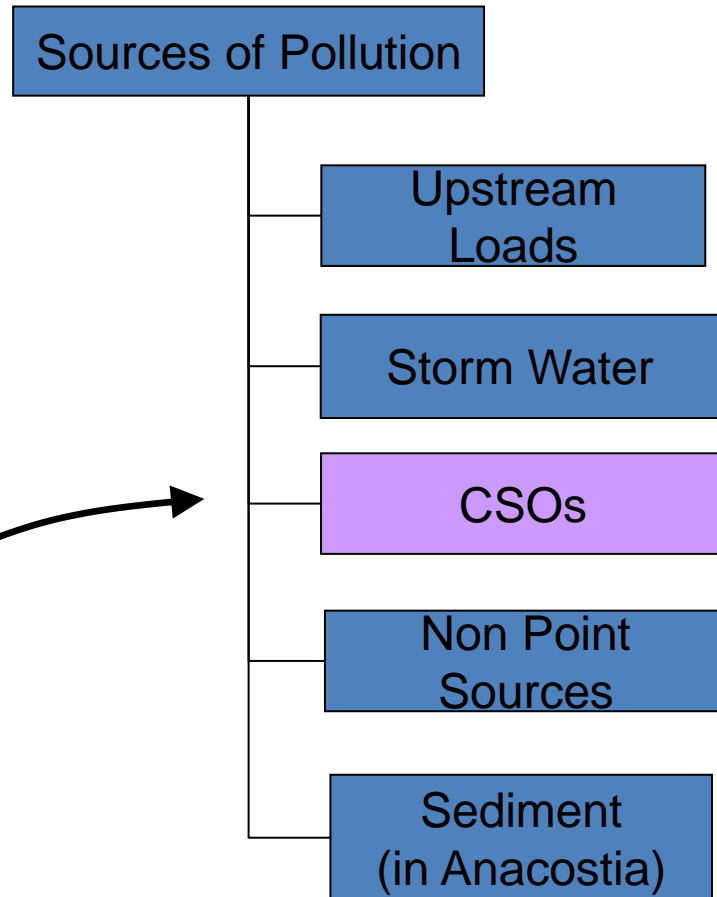 Sources of Pollution
Upstream
Loads
Storm Water
CSOs
Non Point
Sources
Sediment
(in Anacostia)